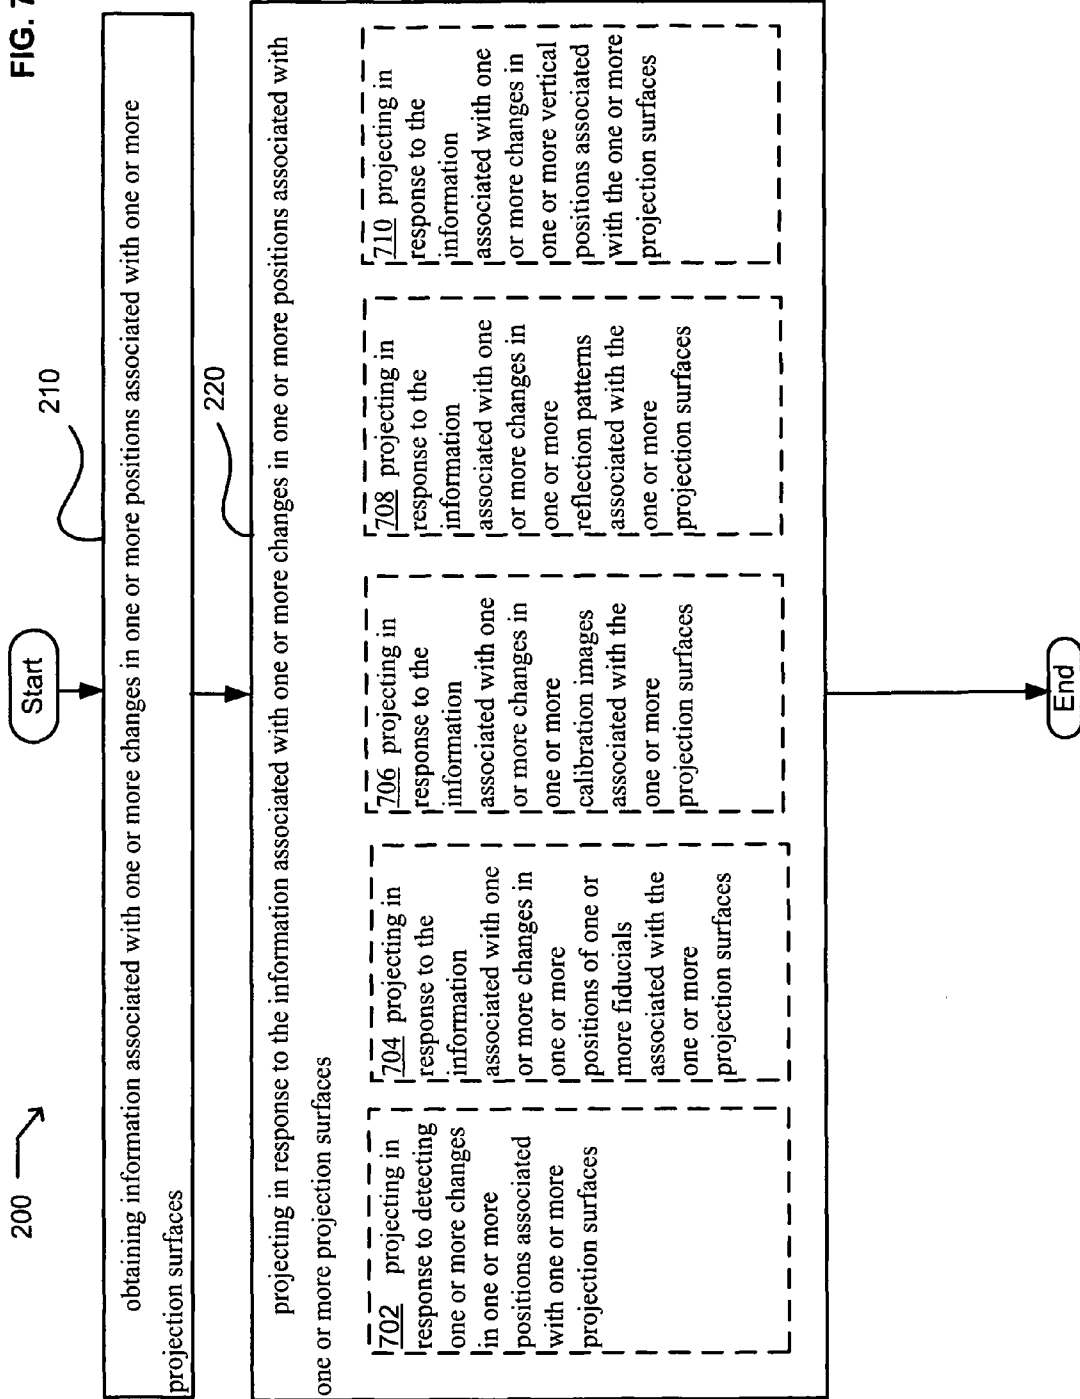 FIG. 7
200
Start
210
obtaining information associated with one or more changes in one or more positions associated with one or more
projection surfaces
220
projecting in response to the information associated with one or more changes in one or more positions associated with
one or more projection surfaces
702 projecting in
response to detecting
one or more changes
in one or more
positions associated
with one or more
projection surfaces
704 projecting in
response to the
information
associated with one
or more changes in
one or more
positions of one or
more fiducials
associated with the
one or more
projection surfaces
706 projecting in
response to the
information
associated with one
or more changes in
one or more
calibration images
associated with the
one or more
projection surfaces
708 projecting in
response to the
information
associated with one
or more changes in
one or more
reflection patterns
associated with the
one or more
projection surfaces
710 projecting in
response to the
information
associated with one
or more changes in
one or more vertical
positions associated
with the one or more
projection surfaces
End